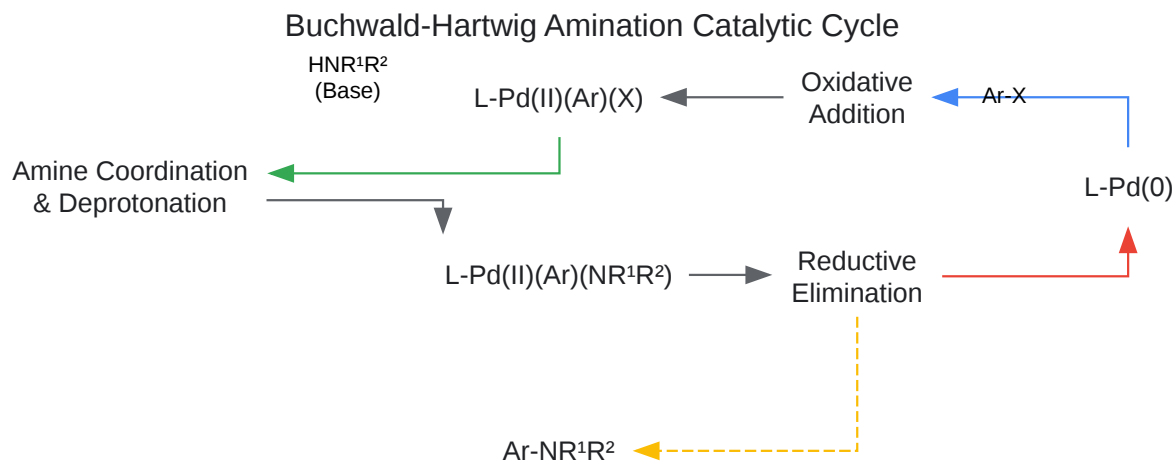 Buchwald-Hartwig Amination Catalytic Cycle
HNR¹R²
(Base)
L-Pd(II)(Ar)(X)
Oxidative
Addition
Ar-X
Amine Coordination
& Deprotonation
L-Pd(0)
L-Pd(II)(Ar)(NR¹R²)
Reductive
Elimination
Ar-NR¹R²